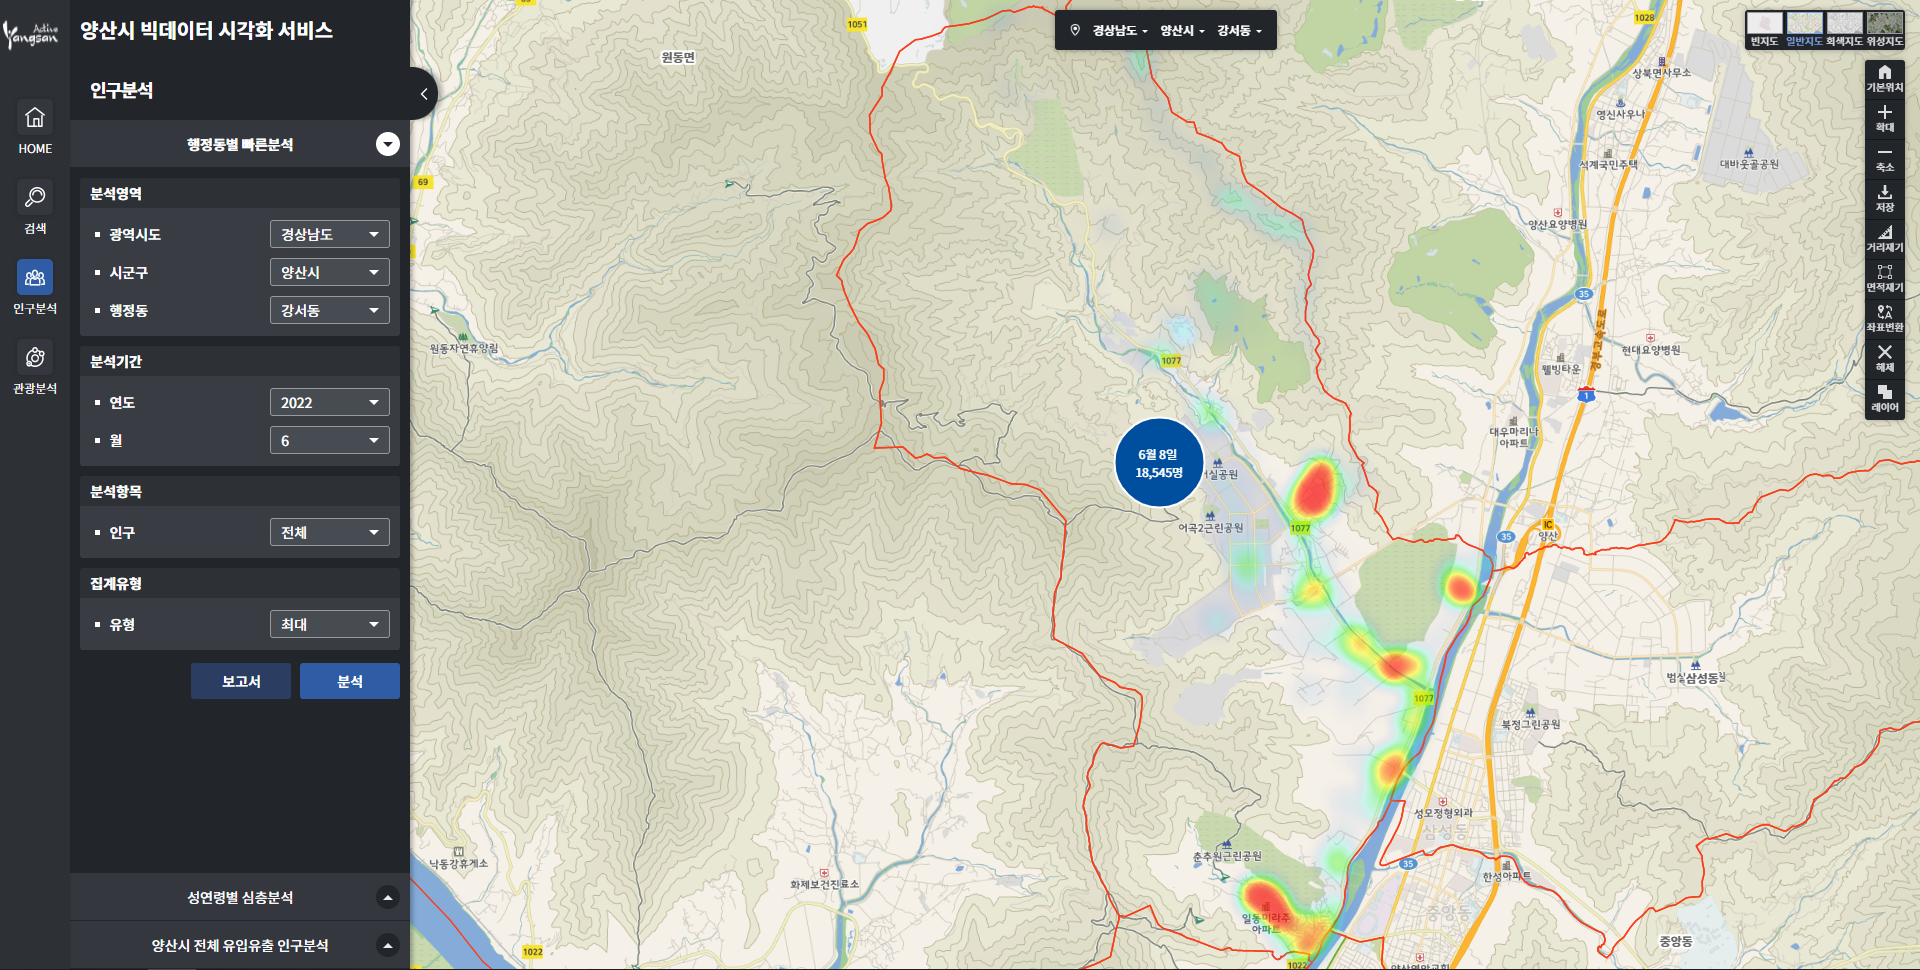 Active
Yangsan
양산시 빅데이터 시각화 서비스
HOME
검색
인구분석
관광분석
인구분석
행정동별 빠른분석
분석영역
광역시도 경상남도
시군구 양산시
행정동 강서동
분석기간
연도 2022
월 6
분석항목
인구 전체
집계유형
유형 최대
보고서 분석
성연령별 심층분석
양산시 전체 유입유출 인구분석
경상남도 양산시 강서동
빈지도 일반지도 회색지도 위성지도
기본위치
확대
축소
저장
거리재기
면적재기
좌표변환
해제
레이어
1051
1028
원동면
상북면사무소
영신사우나
석계국민주택
대바웃골공원
69
양산요양병원
35
원동자연휴양림
1077
경부고속도로
현대요양병원
웰빙타운
1
대우마리나
아파트
6월 8일
18,545명
어곡2근린공원
1077
35
IC
양산
삼성동
1077
북정그린공원
성모정형외과
삼성동
춘추원근린공원
35
한성아파트
낙동강휴게소
화제보건진료소
일동미라주
아파트
중앙동
중앙동
1022
1022